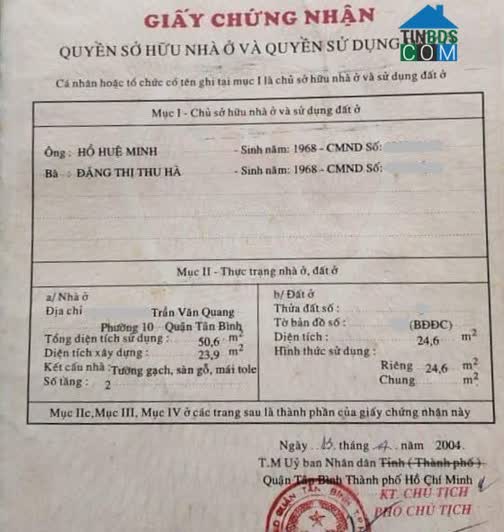 GIẤY CHỨNG NHẬN
TINBDS
COM
QUYỀN SỞ HỮU NHÀ Ở VÀ QUYỀN SỬ DỤNG
Cá nhân hoặc tổ chức có tên ghi tại mục I là chủ sở hữu nhà ở và sử dụng đất ở
Mục I - Chủ sở hữu nhà ở và sử dụng đất ở
Ông : HỒ HUỆ MINH - Sinh năm: 1968 - CMND Số:
Bà : ĐẶNG THỊ THU HÀ - Sinh năm: 1968 - CMND Số:
Mục II - Thực trạng nhà ở, đất ở
a/ Nhà ở
Địa chỉ Trần Văn Quang
Phường 10 Quận Tân Bình
Tổng diện tích sử dụng : 50,6 m2
Diện tích xây dựng : 23,9 m2
Kết cấu nhà : Tường gạch, sàn gỗ, mái tole
Số tầng : 2
b/ Đất ở
Thửa đất số :
Tờ bản đồ số : (BĐĐC)
Diện tích : 24,6 m2
Hình thức sử dụng :
Riêng 24,6 m2
Chung m2
Mục IIc, Mục III, Mục IV ở các trang sau là thành phần của giấy chứng nhận này
Ngày tháng năm 2004.
T.M Uỷ ban Nhân dân Tỉnh (Thành phố)
Quận Tân Bình Thành phố Hồ Chí Minh
KT. CHỦ TỊCH
PHÓ CHỦ TỊCH
QUẬN TÂN BÌNH